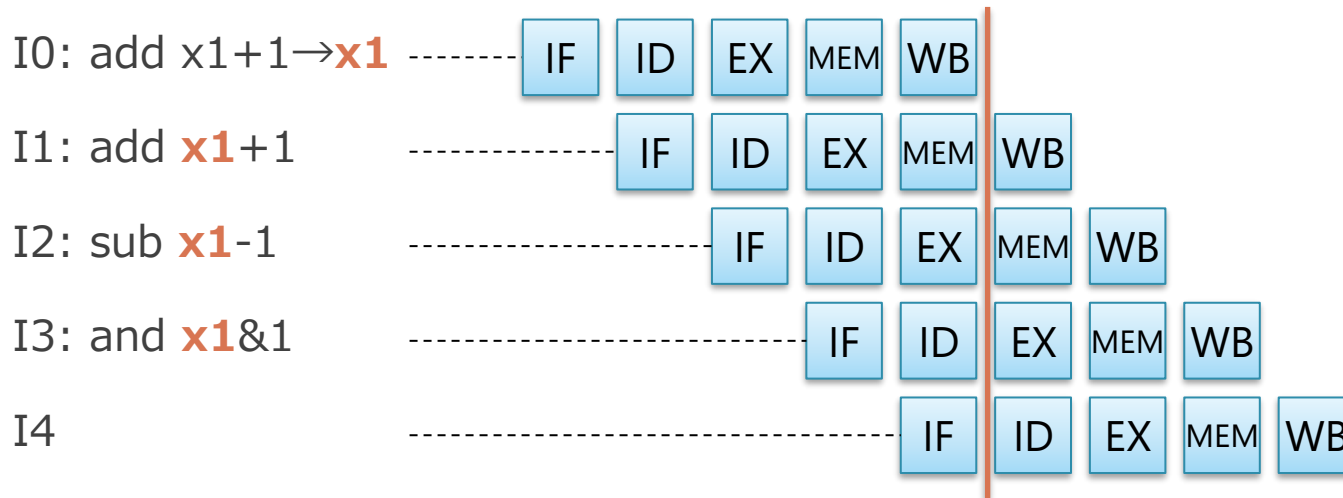 I0: add x1+1→x1 IF ID EX MEM WB
I1: add x1+1 IF ID EX MEM WB
I2: sub x1-1 IF ID EX MEM WB
I3: and x1&1 IF ID EX MEM WB
I4 IF ID EX MEM WB